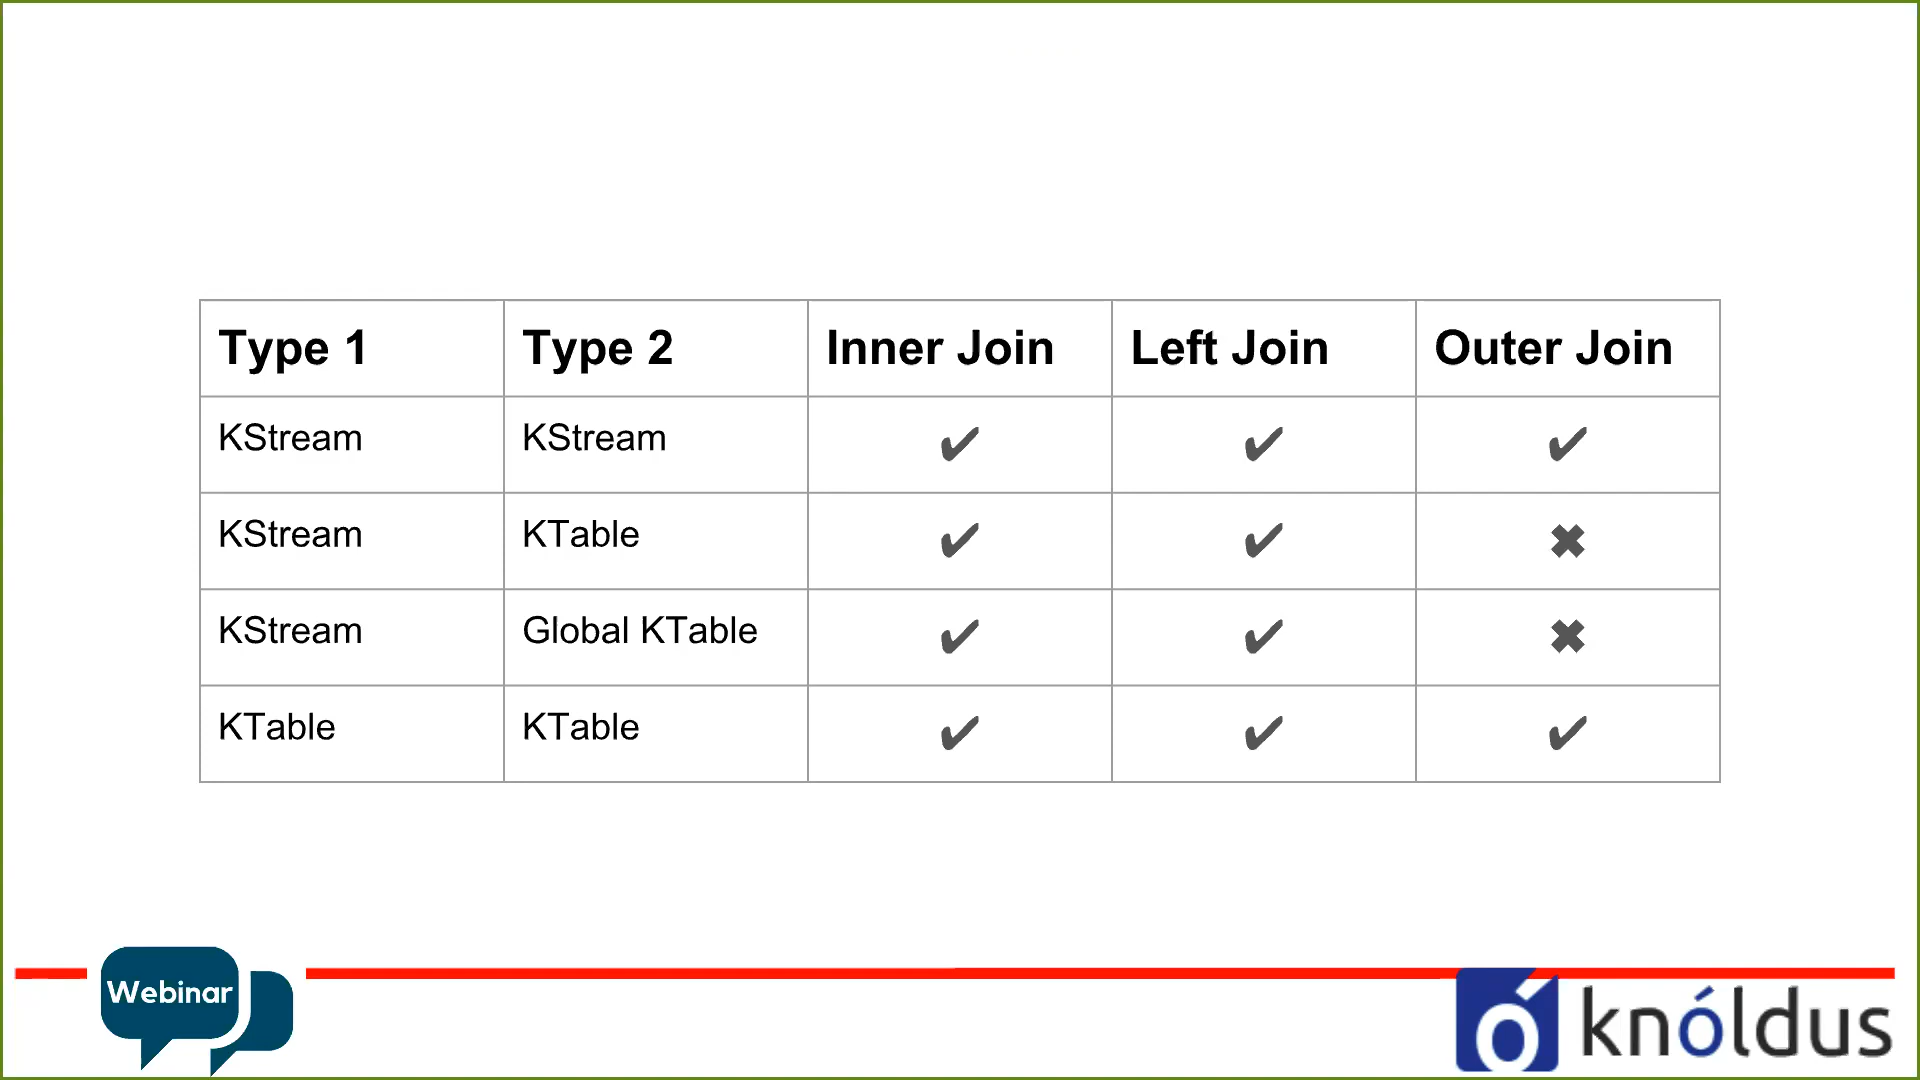 Type 1 Type 2 Inner Join Left Join Outer Join
KStream KStream ✔ ✔ ✔
KStream KTable ✔ ✔ ✖
KStream Global KTable ✔ ✔ ✖
KTable KTable ✔ ✔ ✔
Webinar
knóldus